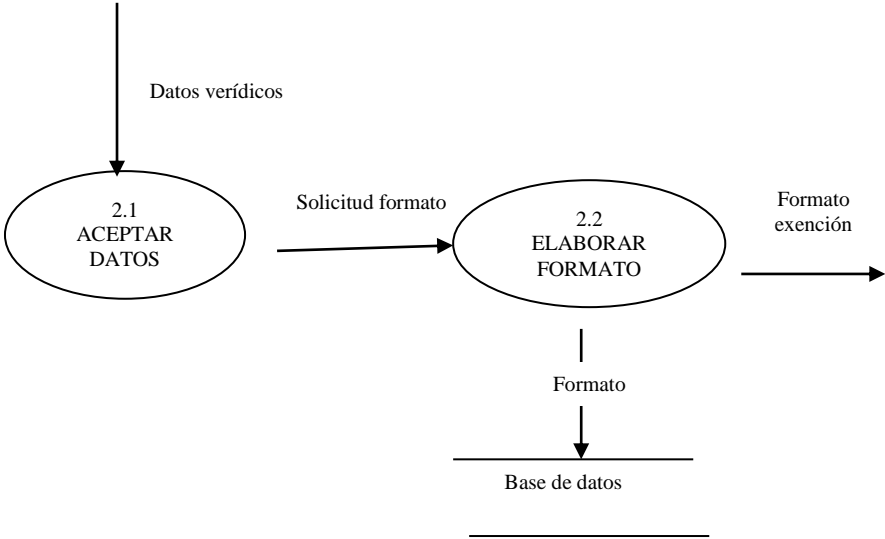 Datos verídicos
2.1
ACEPTAR
DATOS
Solicitud formato
2.2
ELABORAR
FORMATO
Formato
exención
Formato
Base de datos